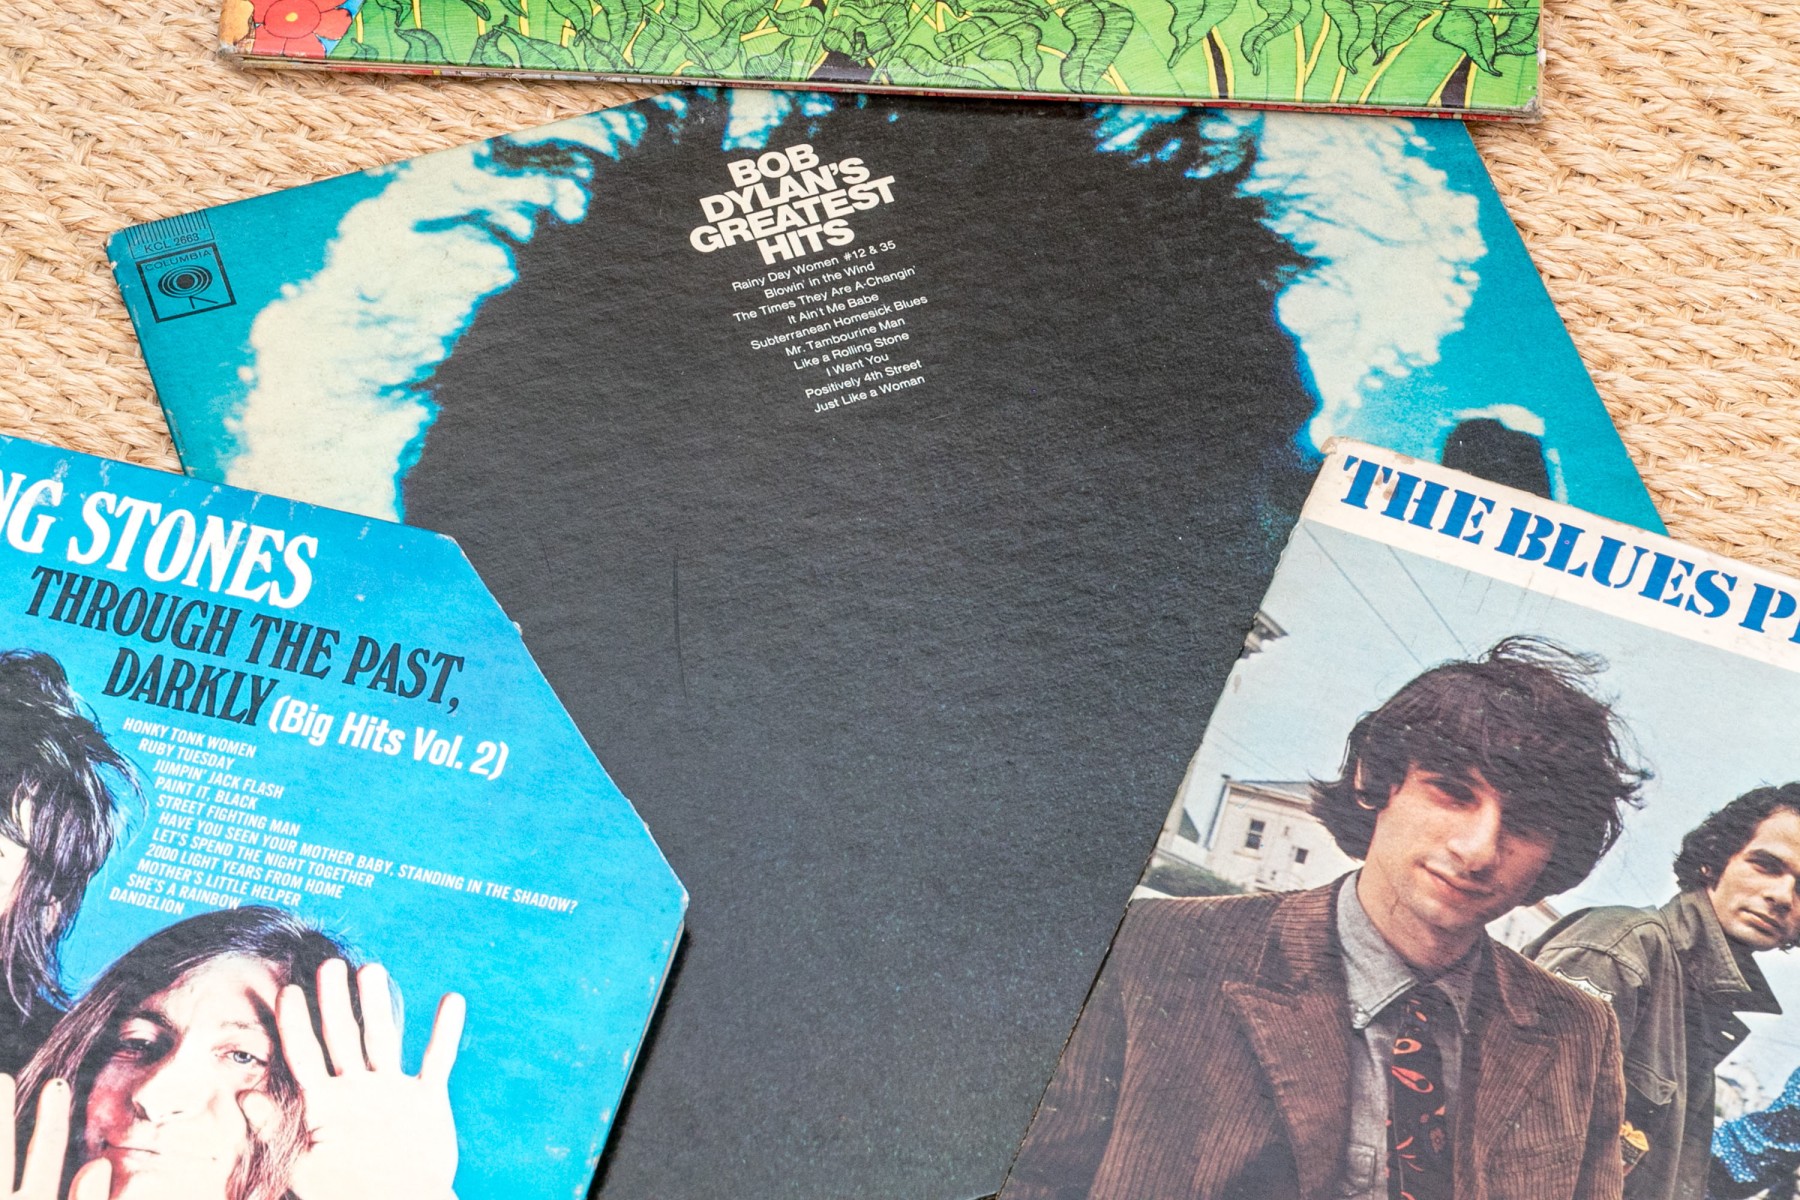 BOB
DYLAN'S
GREATEST
HITS
Rainy Day Women #12 & 35
Blowin' in the Wind
The Times They Are A-Changin'
It Ain't Me Babe
Subterranean Homesick Blues
Mr. Tambourine Man
Like a Rolling Stone
I Want You
Positively 4th Street
Just Like a Woman
KCL 2663
COLUMBIA
NG STONES
THROUGH THE PAST,
DARKLY (Big Hits Vol. 2)
HONKY TONK WOMEN
RUBY TUESDAY
JUMPIN' JACK FLASH
PAINT IT, BLACK
STREET FIGHTING MAN
HAVE YOU SEEN YOUR MOTHER BABY, STANDING IN THE SHADOW?
LET'S SPEND THE NIGHT TOGETHER
2000 LIGHT YEARS FROM HOME
MOTHER'S LITTLE HELPER
SHE'S A RAINBOW
DANDELION
THE BLUES P